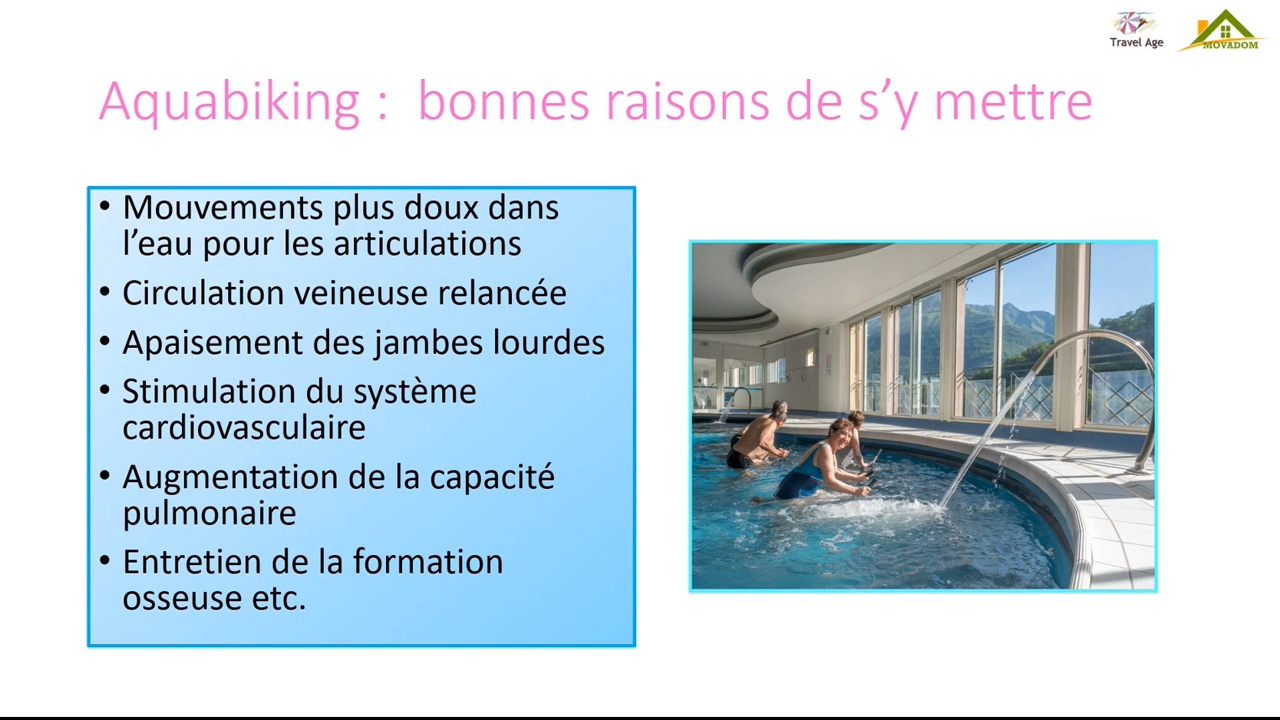 Travel Age
MOVADOM
Aquabiking :  bonnes raisons de s’y mettre
• Mouvements plus doux dans
l’eau pour les articulations
• Circulation veineuse relancée
• Apaisement des jambes lourdes
• Stimulation du système
cardiovasculaire
• Augmentation de la capacité
pulmonaire
• Entretien de la formation
osseuse etc.